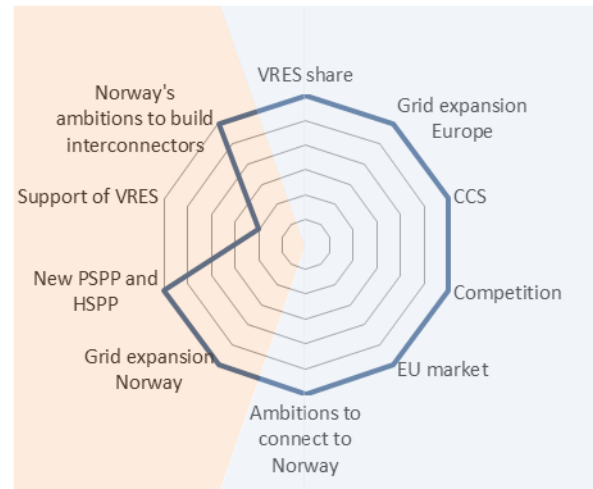 VRES share
Grid expansion
Europe
CCS
Competition
EU market
Ambitions to
connect to
Norway
Grid expansion
Norway
New PSPP and
HSPP
Support of VRES
Norway's
ambitions to build
interconnectors